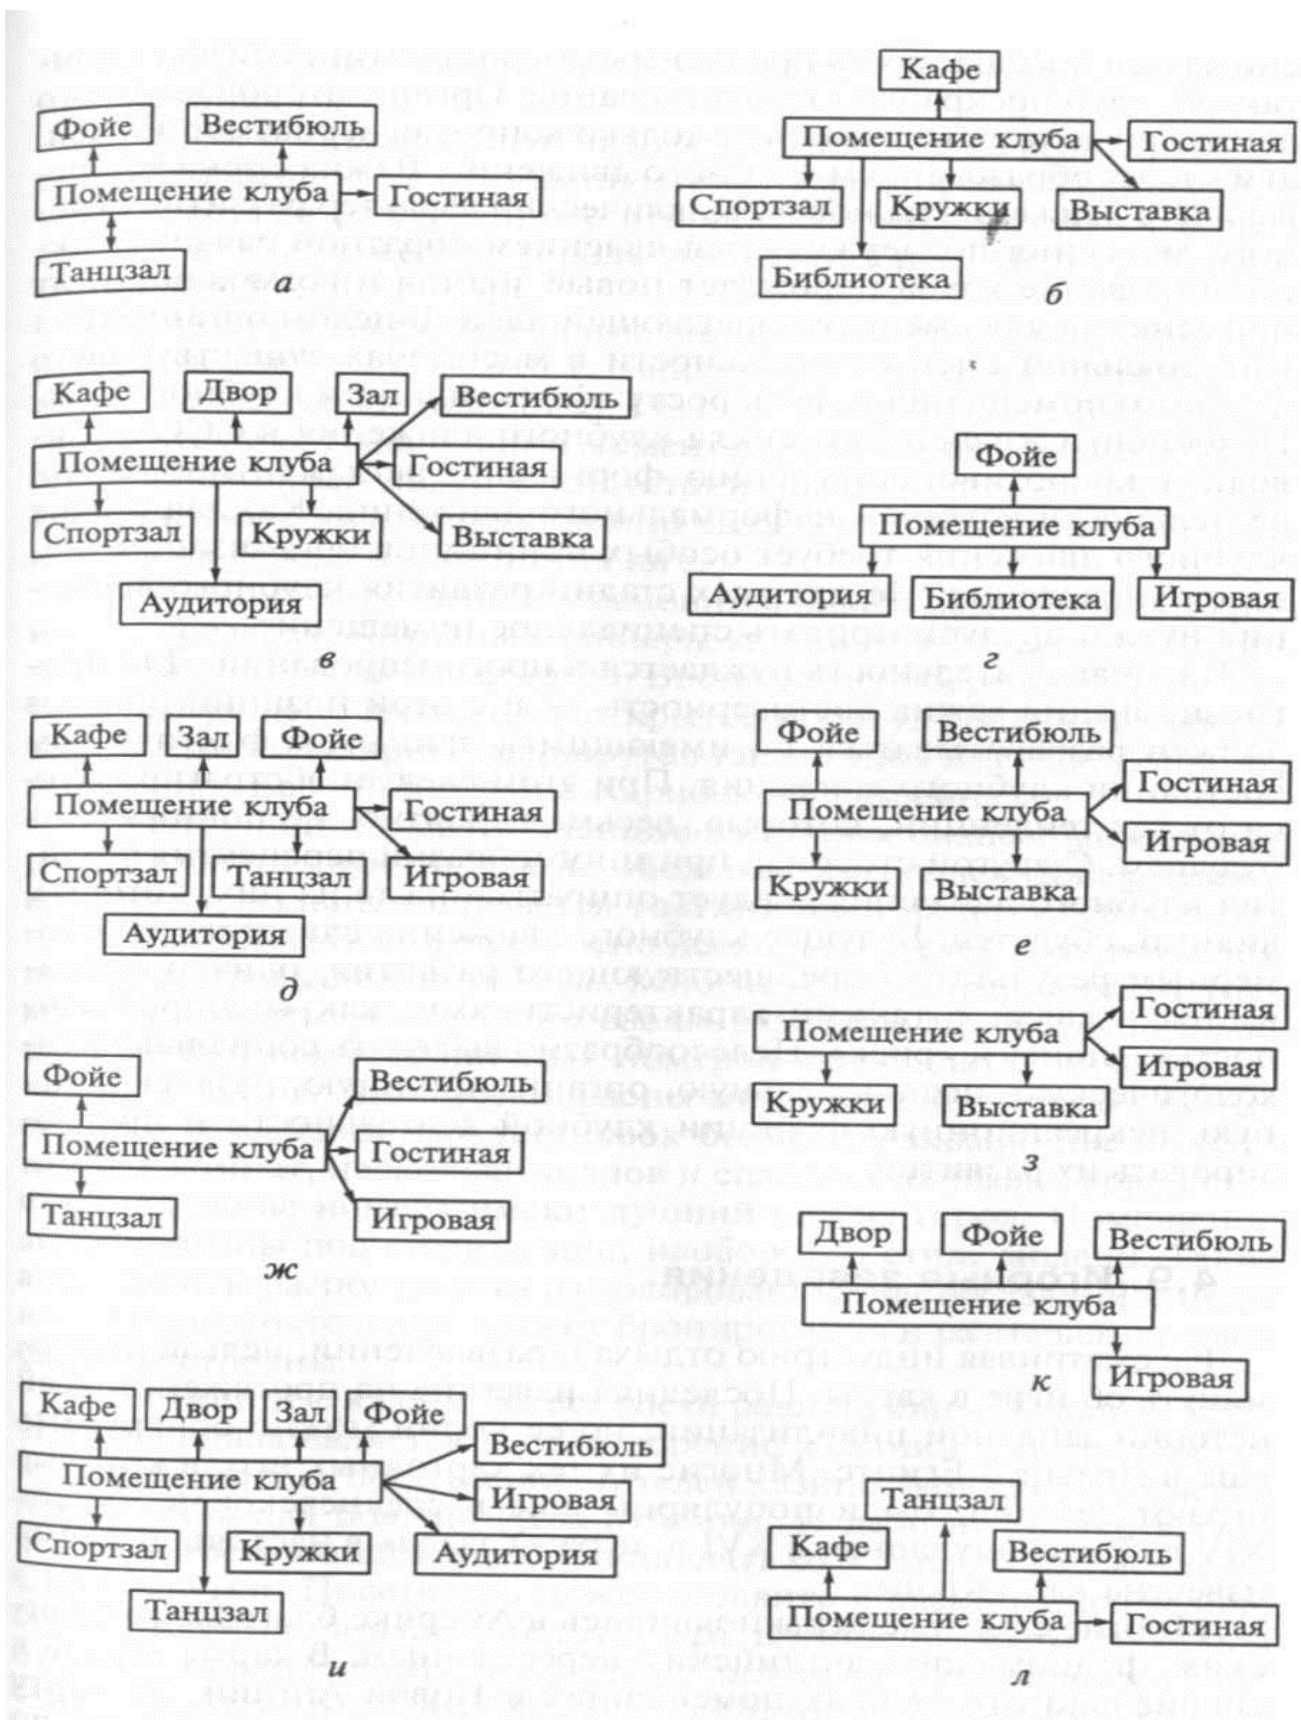 Фойе
Вестибюль
Помещение клуба
Гостиная
Танцзал
а
Кафе
Помещение клуба
Гостиная
Спортзал
Кружки
Выставка
Библиотека
б
Кафе
Двор
Зал
Вестибюль
Помещение клуба
Гостиная
Спортзал
Кружки
Выставка
Аудитория
в
Фойе
Помещение клуба
Аудитория
Библиотека
Игровая
г
Кафе
Зал
Фойе
Помещение клуба
Гостиная
Спортзал
Танцзал
Игровая
Аудитория
д
Фойе
Вестибюль
Гостиная
Помещение клуба
Игровая
Кружки
Выставка
е
Фойе
Вестибюль
Помещение клуба
Гостиная
Танцзал
Игровая
ж
Гостиная
Помещение клуба
Игровая
Кружки
Выставка
з
Кафе
Двор
Зал
Фойе
Вестибюль
Помещение клуба
Игровая
Спортзал
Кружки
Аудитория
Танцзал
и
Двор
Фойе
Вестибюль
Помещение клуба
Игровая
к
Танцзал
Кафе
Вестибюль
Помещение клуба
Гостиная
л